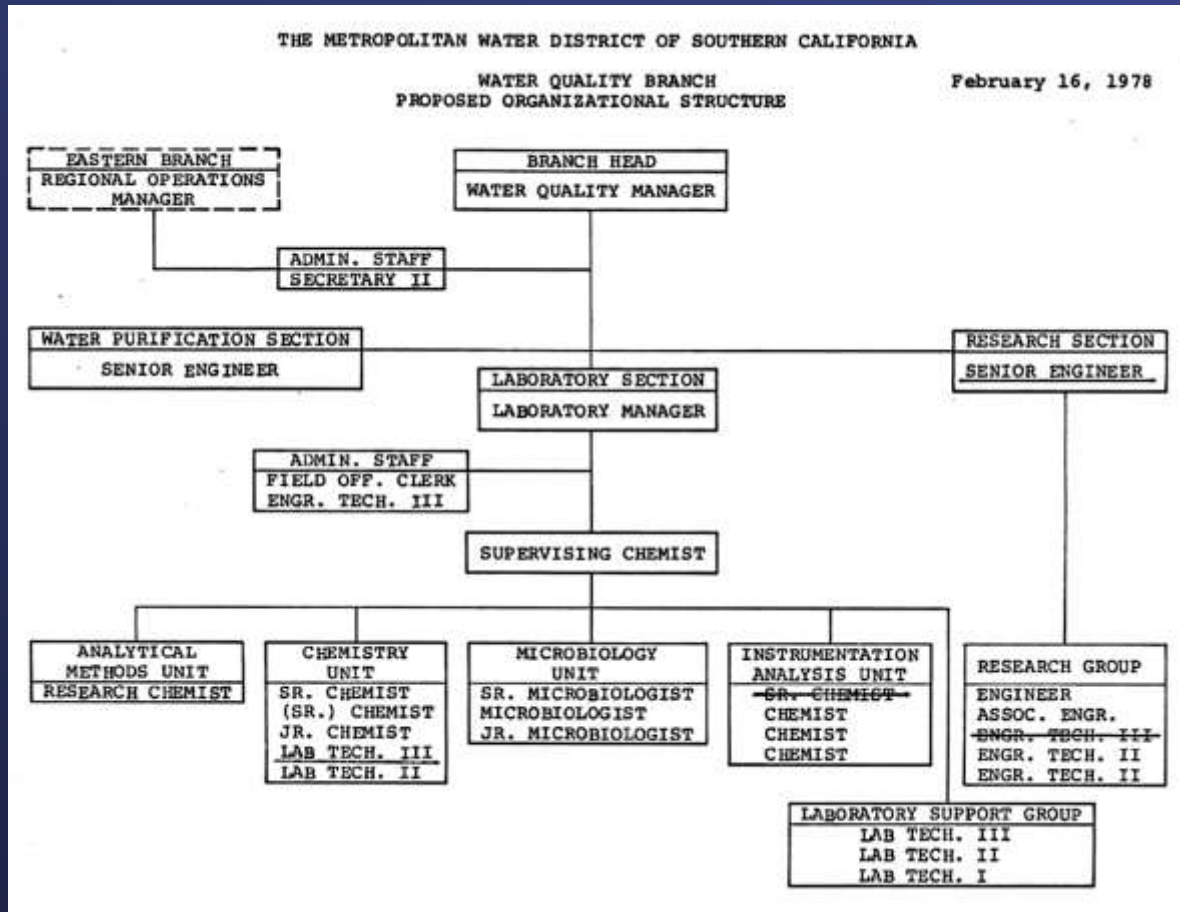 THE METROPOLITAN WATER DISTRICT OF SOUTHERN CALIFORNIA
WATER QUALITY BRANCH
PROPOSED ORGANIZATIONAL STRUCTURE
February 16, 1978
EASTERN BRANCH
REGIONAL OPERATIONS
MANAGER
BRANCH HEAD
WATER QUALITY MANAGER
ADMIN. STAFF
SECRETARY II
WATER PURIFICATION SECTION
SENIOR ENGINEER
RESEARCH SECTION
SENIOR ENGINEER
LABORATORY SECTION
LABORATORY MANAGER
ADMIN. STAFF
FIELD OFF. CLERK
ENGR. TECH. III
SUPERVISING CHEMIST
ANALYTICAL
METHODS UNIT
RESEARCH CHEMIST
CHEMISTRY
UNIT
SR. CHEMIST
(SR.) CHEMIST
JR. CHEMIST
LAB TECH. III
LAB TECH. II
MICROBIOLOGY
UNIT
SR. MICROBIOLOGIST
MICROBIOLOGIST
JR. MICROBIOLOGIST
INSTRUMENTATION
ANALYSIS UNIT
SR. CHEMIST
CHEMIST
CHEMIST
CHEMIST
RESEARCH GROUP
ENGINEER
ASSOC. ENGR.
ENGR. TECH. III
ENGR. TECH. II
ENGR. TECH. II
LABORATORY SUPPORT GROUP
LAB TECH. III
LAB TECH. II
LAB TECH. I